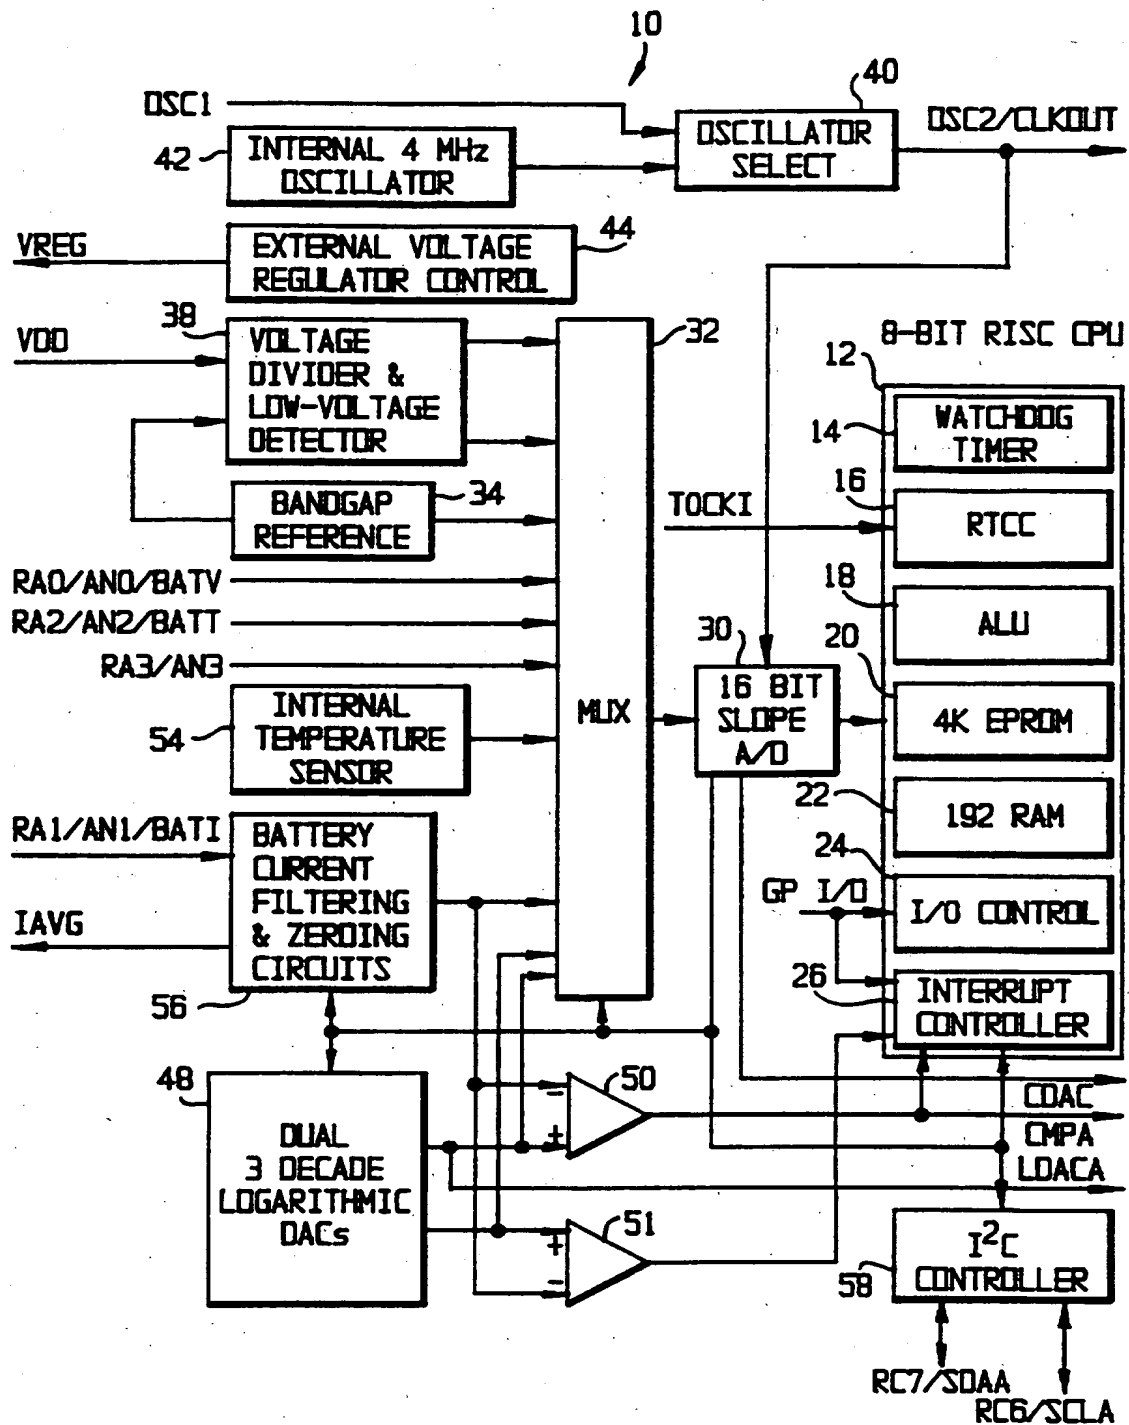 10
OSC1
40
OSCILLATOR
SELECT
OSC2/CLKOUT
42
INTERNAL 4 MHz
OSCILLATOR
VREG
EXTERNAL VOLTAGE
REGULATOR CONTROL
44
38
VDD
VOLTAGE
DIVIDER &
LOW-VOLTAGE
DETECTOR
32
8-BIT RISC CPU
12
14
WATCHDOG
TIMER
BANDGAP
REFERENCE
34
TOCKI
16
RTCC
RA0/AN0/BATV
RA2/AN2/BATT
RA3/AN3
18
ALU
MUX
30
16 BIT
SLOPE
A/D
20
4K EPROM
54
INTERNAL
TEMPERATURE
SENSOR
22
192 RAM
RA1/AN1/BATI
IAVG
BATTERY
CURRENT
FILTERING
& ZEROING
CIRCUITS
56
24
GP I/O
I/O CONTROL
26
INTERRUPT
CONTROLLER
48
DUAL
3 DECADE
LOGARITHMIC
DACs
50
-
+
CDAC
CMPA
LDACA
51
+
-
58
I²C
CONTROLLER
RC7/SDAA
RC6/SCLA